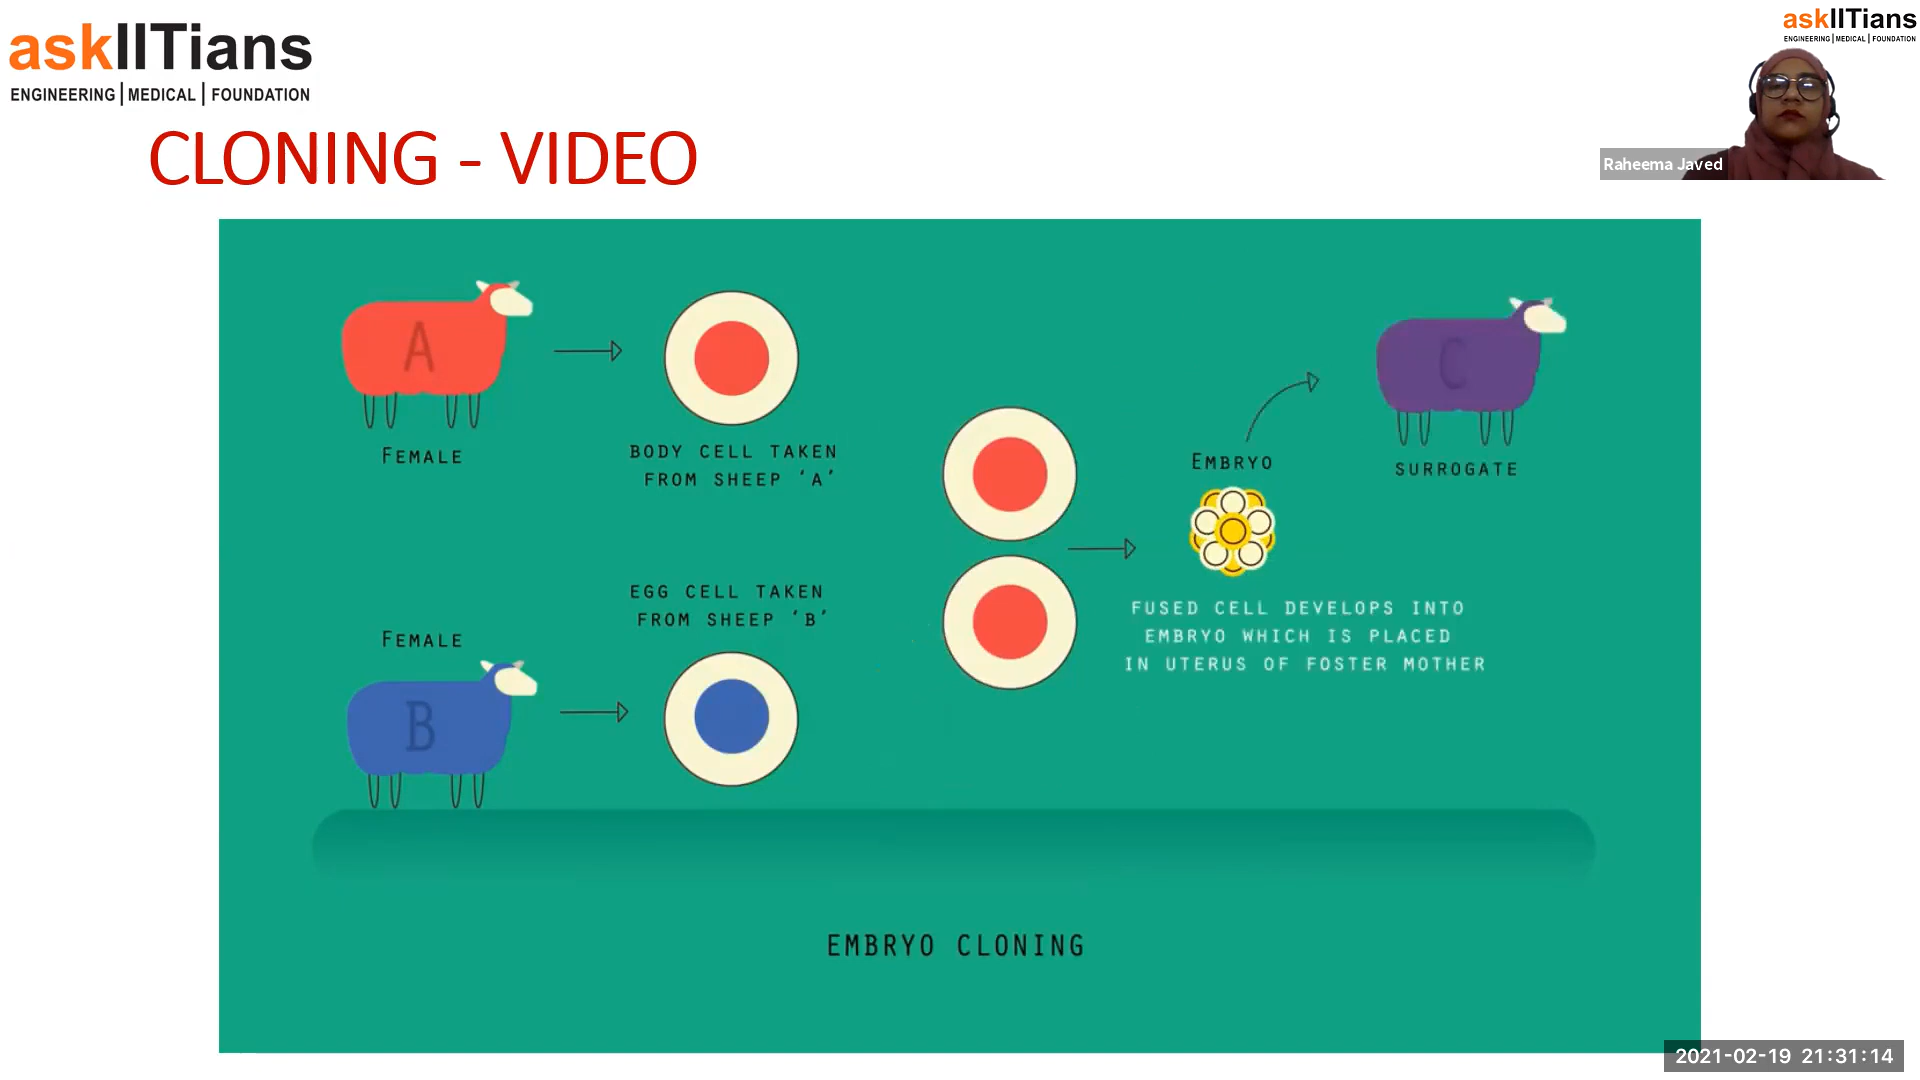 askIITians
ENGINEERING | MEDICAL | FOUNDATION
askIITians
ENGINEERING | MEDICAL | FOUNDATION
Raheema Javed
CLONING - VIDEO
A
FEMALE
BODY CELL TAKEN
FROM SHEEP 'A'
EGG CELL TAKEN
FROM SHEEP 'B'
FEMALE
B
EMBRYO
C
SURROGATE
FUSED CELL DEVELOPS INTO
EMBRYO WHICH IS PLACED
IN UTERUS OF FOSTER MOTHER
EMBRYO CLONING
2021-02-19 21:31:14